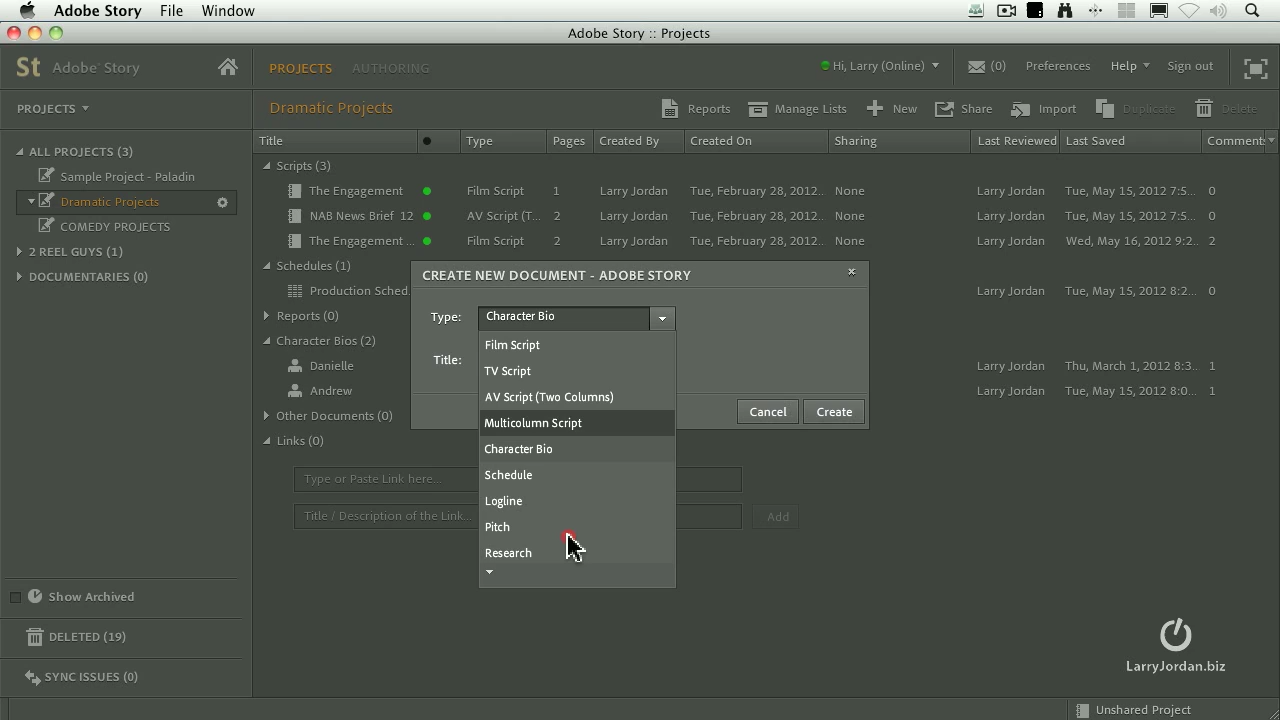 Adobe Story File Window
Adobe Story :: Projects
St Adobe® Story PROJECTS AUTHORING Hi, Larry (Online) (0) Preferences Help Sign out
PROJECTS Dramatic Projects Reports Manage Lists New Share Import Duplicate Delete
Title Type Pages Created By Created On Sharing Last Reviewed Last Saved Comment
ALL PROJECTS (3)
Sample Project - Paladin
Dramatic Projects
COMEDY PROJECTS
2 REEL GUYS (1)
DOCUMENTARIES (0)
Scripts (3)
The Engagement Film Script 1 Larry Jordan Tue, February 28, 2012.. None Larry Jordan Tue, May 15, 2012 7:5... 0
NAB News Brief 12 AV Script (T... 2 Larry Jordan Tue, February 28, 2012.. None Larry Jordan Tue, May 15, 2012 7:5... 0
The Engagement ... Film Script 2 Larry Jordan Tue, February 28, 2012.. None Larry Jordan Wed, May 16, 2012 9:2.. 2
Schedules (1)
Production Sched. Larry Jordan Tue, May 15, 2012 8:2... 0
Reports (0)
Character Bios (2)
Danielle Larry Jordan Thu, March 1, 2012 8:3... 1
Andrew Larry Jordan Tue, May 15, 2012 8:0... 1
Other Documents (0)
Links (0)
Type or Paste Link here...
Title / Description of the Link... Add
CREATE NEW DOCUMENT - ADOBE STORY
Type: Character Bio
Title:
Film Script
TV Script
AV Script (Two Columns)
Multicolumn Script
Character Bio
Schedule
Logline
Pitch
Research
Cancel Create
Show Archived
DELETED (19)
SYNC ISSUES (0)
LarryJordan.biz
Unshared Project